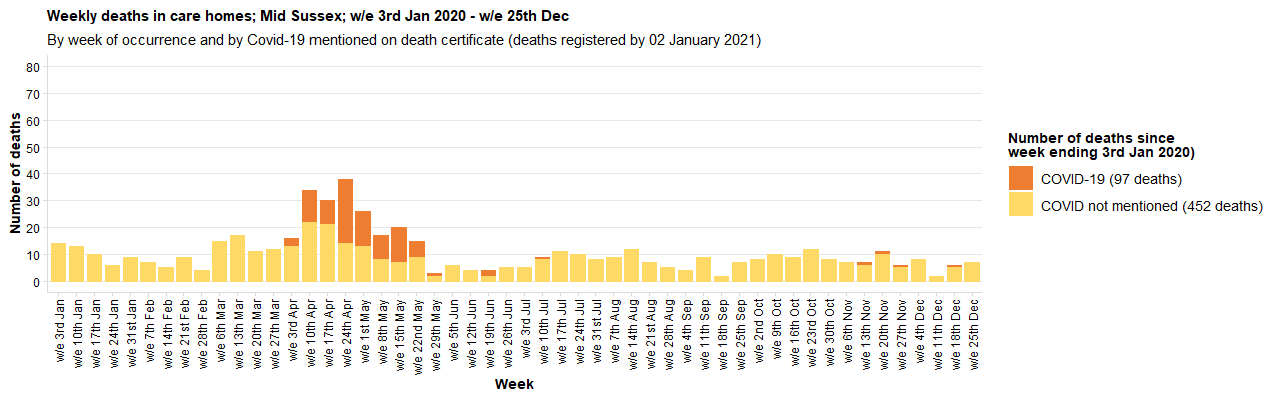 Weekly deaths in care homes; Mid Sussex; w/e 3rd Jan 2020 - w/e 25th Dec
By week of occurrence and by Covid-19 mentioned on death certificate (deaths registered by 02 January 2021)
Number of deaths
80
70
60
50
40
30
20
10
0
w/e 3rd Jan
w/e 10th Jan
w/e 17th Jan
w/e 24th Jan
w/e 31st Jan
w/e 7th Feb
w/e 14th Feb
w/e 21st Feb
w/e 28th Feb
w/e 6th Mar
w/e 13th Mar
w/e 20th Mar
w/e 27th Mar
w/e 3rd Apr
w/e 10th Apr
w/e 17th Apr
w/e 24th Apr
w/e 1st May
w/e 8th May
w/e 15th May
w/e 22nd May
w/e 29th May
w/e 5th Jun
w/e 12th Jun
w/e 19th Jun
w/e 26th Jun
w/e 3rd Jul
w/e 10th Jul
w/e 17th Jul
w/e 24th Jul
w/e 31st Jul
w/e 7th Aug
w/e 14th Aug
w/e 21st Aug
w/e 28th Aug
w/e 4th Sep
w/e 11th Sep
w/e 18th Sep
w/e 25th Sep
w/e 2nd Oct
w/e 9th Oct
w/e 16th Oct
w/e 23rd Oct
w/e 30th Oct
w/e 6th Nov
w/e 13th Nov
w/e 20th Nov
w/e 27th Nov
w/e 4th Dec
w/e 11th Dec
w/e 18th Dec
w/e 25th Dec
Week
Number of deaths since
week ending 3rd Jan 2020)
COVID-19 (97 deaths)
COVID not mentioned (452 deaths)